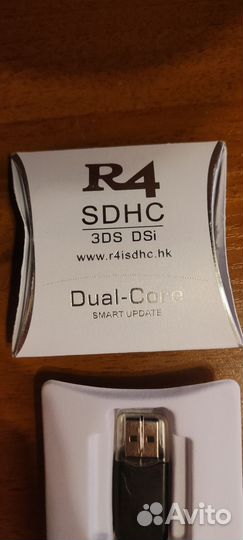 R4
SDHC
3DS DSi
www.r4isdhc.hk
Dual-Core
SMART UPDATE
Avito